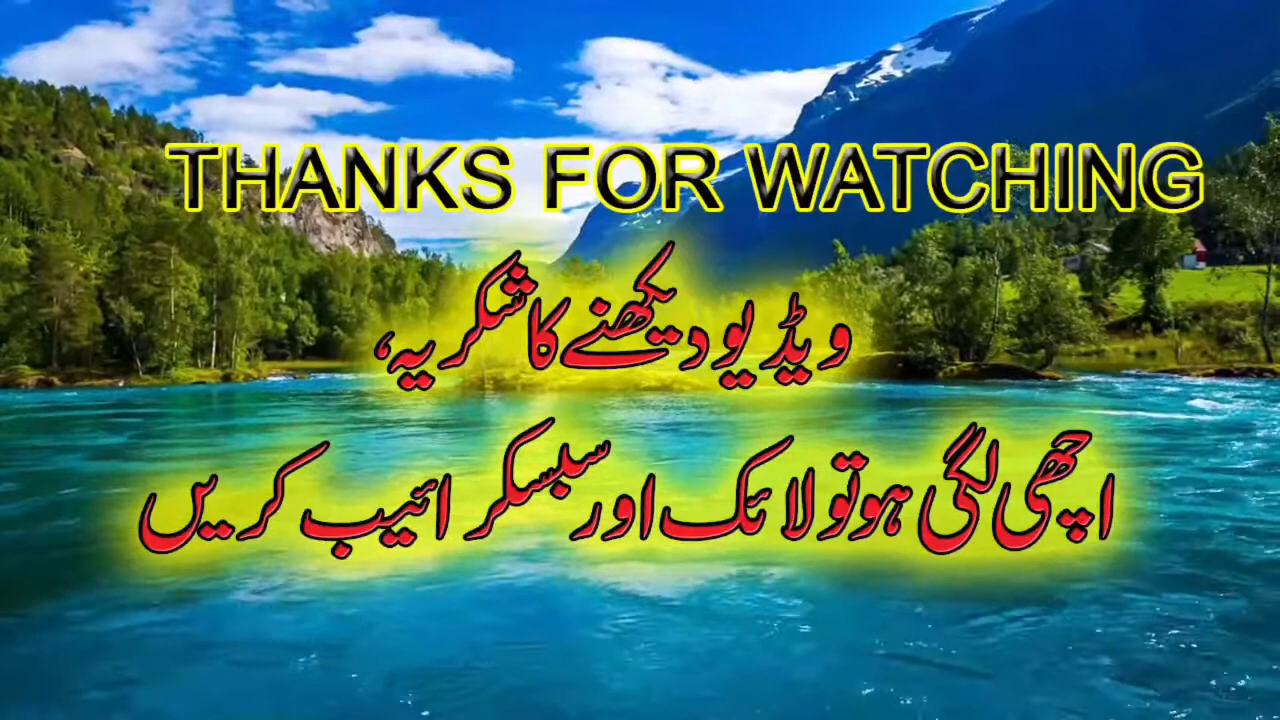 THANKS FOR WATCHING
ویڈیو دیکھنے کا شکریہ،
اچھی لگی ہو تو لائک اور سبسکرائیب کریں